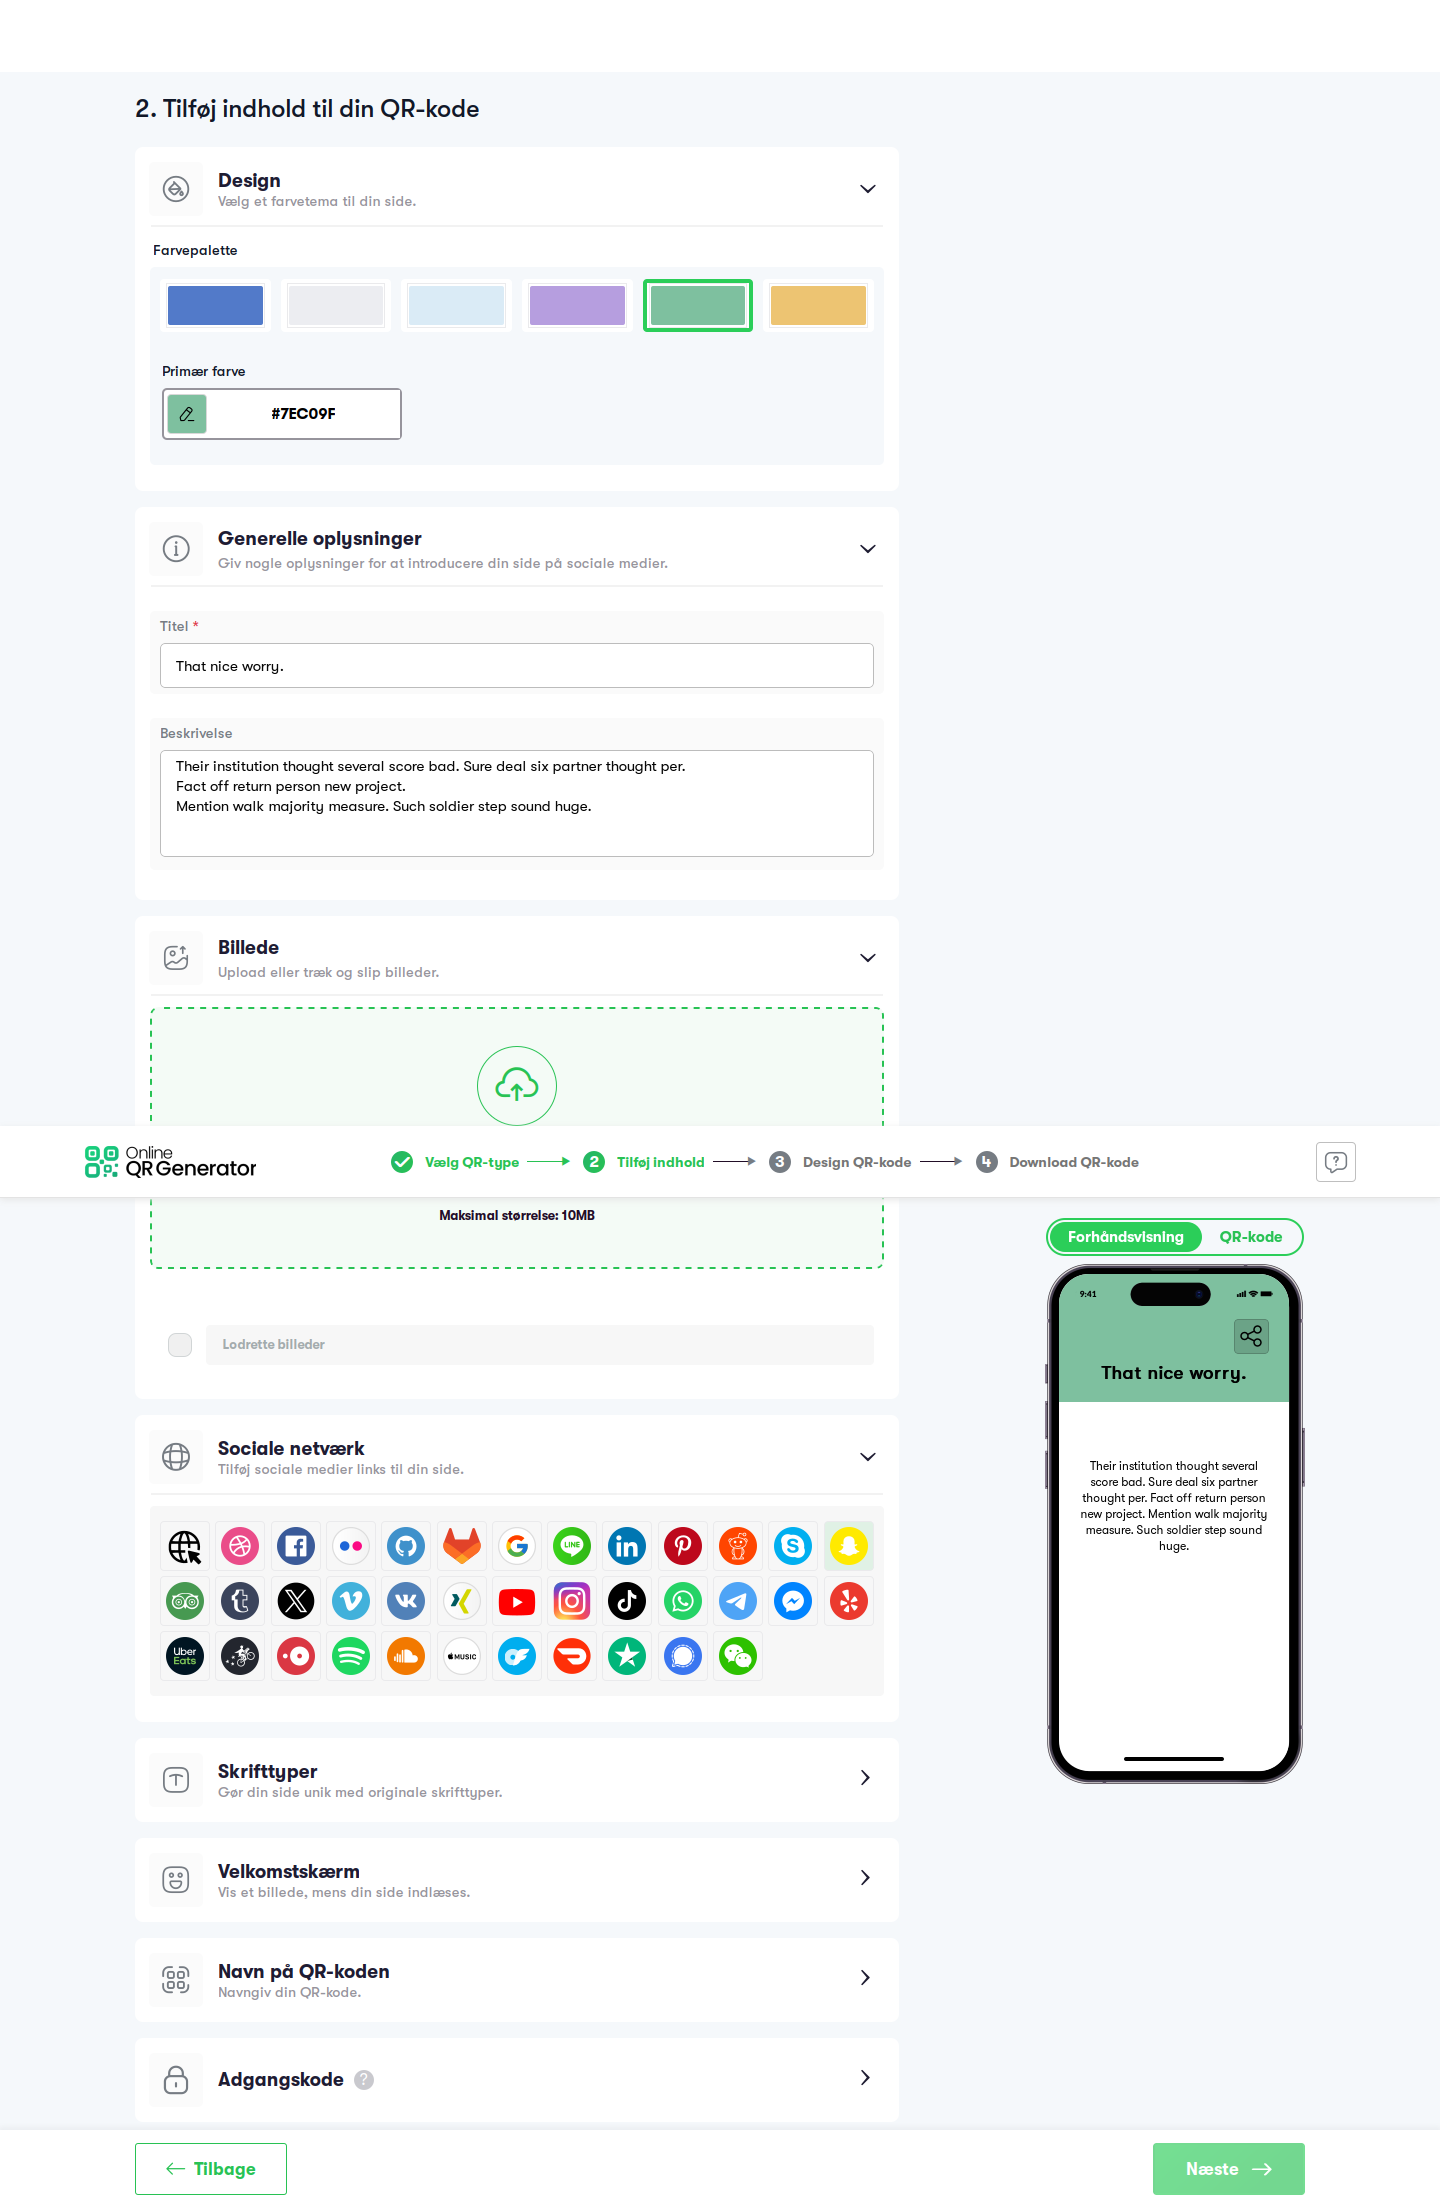 2. Tilføj indhold til din QR-kode
Design
Vælg et farvetema til din side.
Farvepalette
Primær farve
#7EC09F
Generelle oplysninger
Giv nogle oplysninger for at introducere din side på sociale medier.
Titel *
That nice worry.
Beskrivelse
Their institution thought several score bad. Sure deal six partner thought per.
Fact off return person new project.
Mention walk majority measure. Such soldier step sound huge.
Billede
Upload eller træk og slip billeder.
Online
QR Generator
Vælg QR-type
2 Tilføj indhold
3 Design QR-kode
4 Download QR-kode
Maksimal størrelse: 10MB
Forhåndsvisning
QR-kode
9:41
That nice worry.
Their institution thought several
score bad. Sure deal six partner
thought per. Fact off return person
new project. Mention walk majority
measure. Such soldier step sound
huge.
Lodrette billeder
Sociale netværk
Tilføj sociale medier links til din side.
LINE
Uber
Eats
MUSIC
Skrifttyper
Gør din side unik med originale skrifttyper.
Velkomstskærm
Vis et billede, mens din side indlæses.
Navn på QR-koden
Navngiv din QR-kode.
Adgangskode ?
Tilbage
Næste